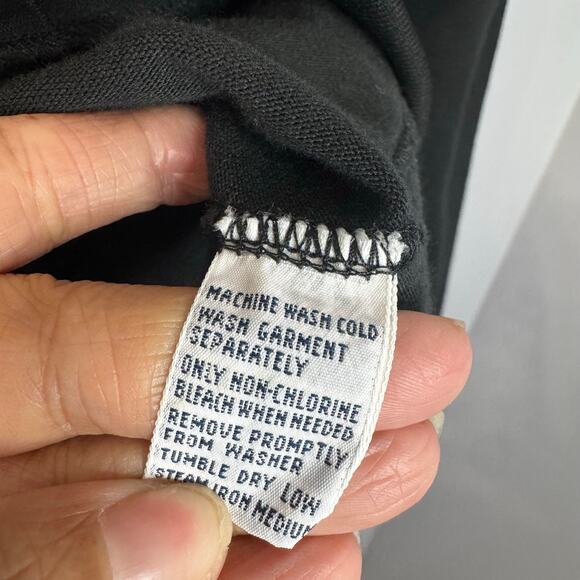 MACHINE WASH COLD
WASH GARMENT
SEPARATELY
ONLY NON-CHLORINE
BLEACH WHEN NEEDED
REMOVE PROMPTLY
FROM WASHER
TUMBLE DRY LOW
STEAM IRON MEDIUM